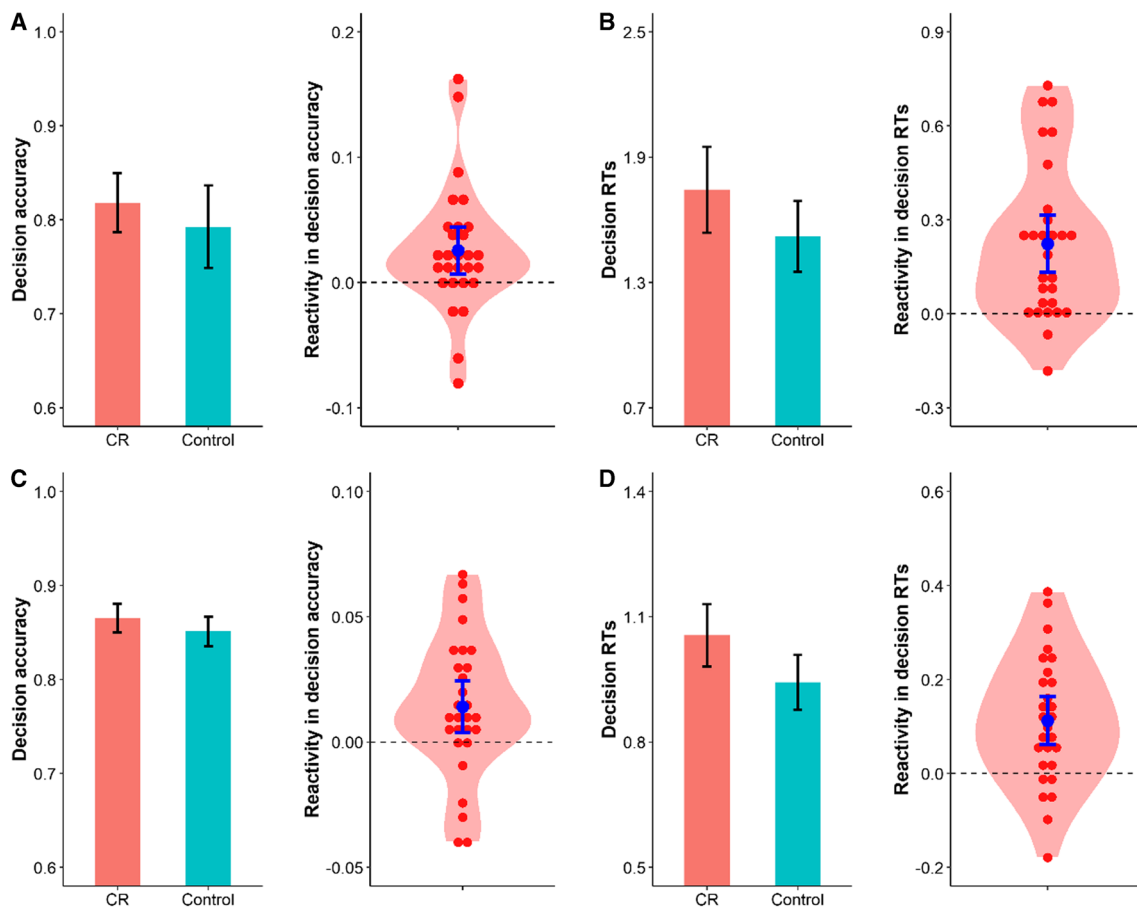 A
Decision accuracy
1.0
0.9
0.8
0.7
0.6
CR Control
Reactivity in decision accuracy
0.2
0.1
0.0
-0.1
B
Decision RTs
2.5
1.9
1.3
0.7
CR Control
Reactivity in decision RTs
0.9
0.6
0.3
0.0
-0.3
C
Decision accuracy
1.0
0.9
0.8
0.7
0.6
CR Control
Reactivity in decision accuracy
0.10
0.05
0.00
-0.05
D
Decision RTs
1.4
1.1
0.8
0.5
CR Control
Reactivity in decision RTs
0.6
0.4
0.2
0.0
-0.2